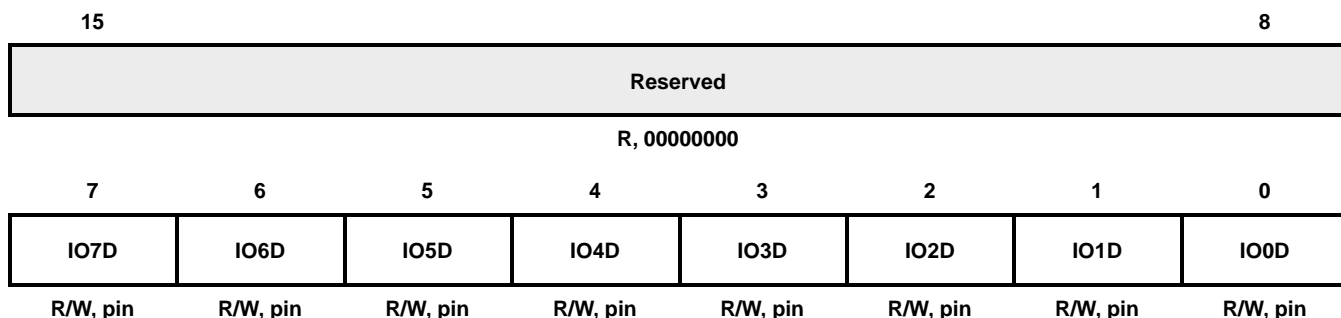 15 8
Reserved
R, 00000000
7 6 5 4 3 2 1 0
IO7D IO6D IO5D IO4D IO3D IO2D IO1D IO0D
R/W, pin R/W, pin R/W, pin R/W, pin R/W, pin R/W, pin R/W, pin R/W, pin